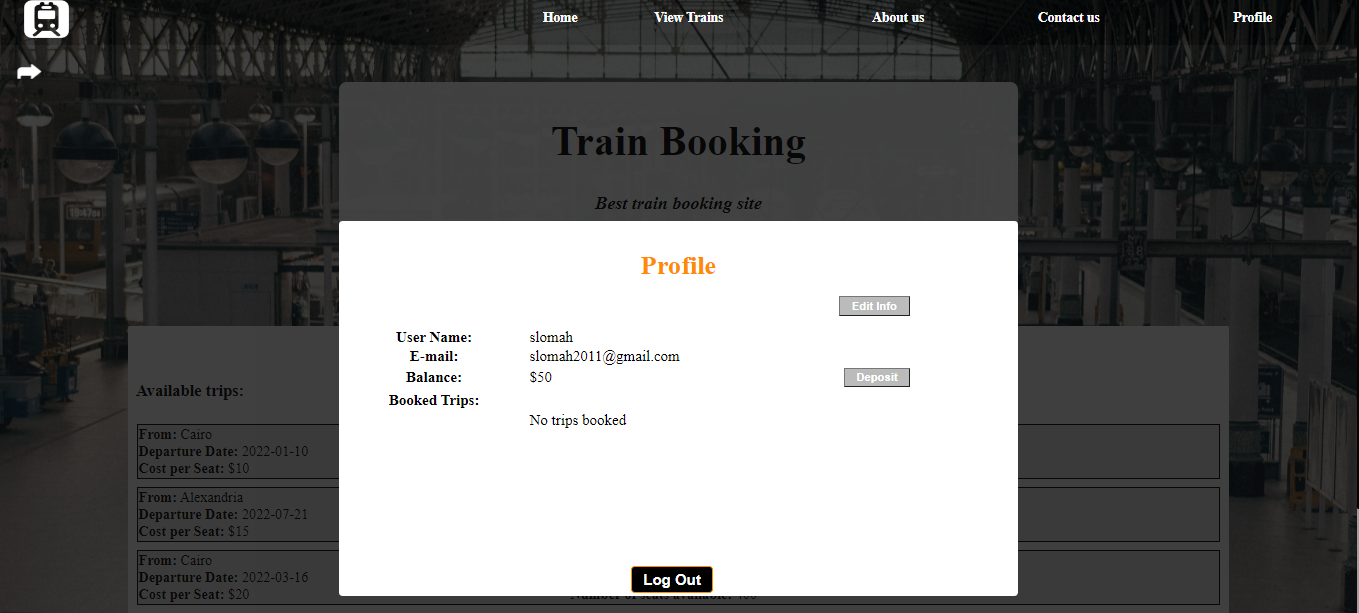 Home View Trains About us Contact us Profile
Train Booking
Best train booking site
Profile
Edit Info
User Name: slomah
E-mail: slomah2011@gmail.com
Balance: $50 Deposit
Booked Trips:
No trips booked
Log Out
Available trips:
From: Cairo
Departure Date: 2022-01-10
Cost per Seat: $10
From: Alexandria
Departure Date: 2022-07-21
Cost per Seat: $15
From: Cairo
Departure Date: 2022-03-16
Cost per Seat: $20